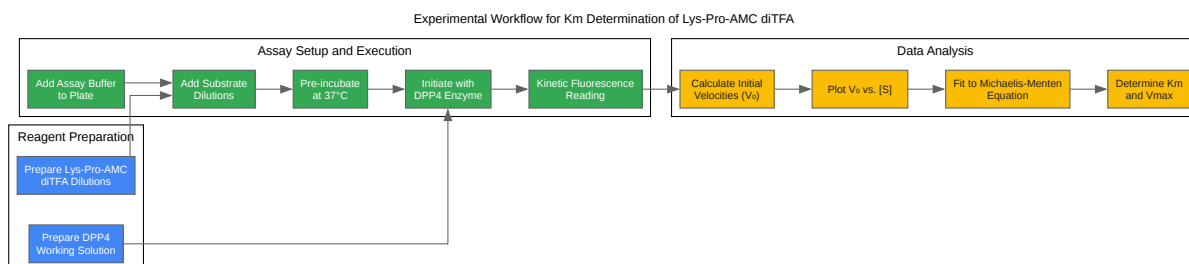 Experimental Workflow for Km Determination of Lys-Pro-AMC diTFA
Assay Setup and Execution
Data Analysis
Add Assay Buffer
to Plate
Add Substrate
Dilutions
Pre-incubate
at 37°C
Initiate with
DPP4 Enzyme
Kinetic Fluorescence
Reading
Calculate Initial
Velocities (V₀)
Plot V₀ vs. [S]
Fit to Michaelis-Menten
Equation
Determine Km
and Vmax
Reagent Preparation
Prepare Lys-Pro-AMC
diTFA Dilutions
Prepare DPP4
Working Solution